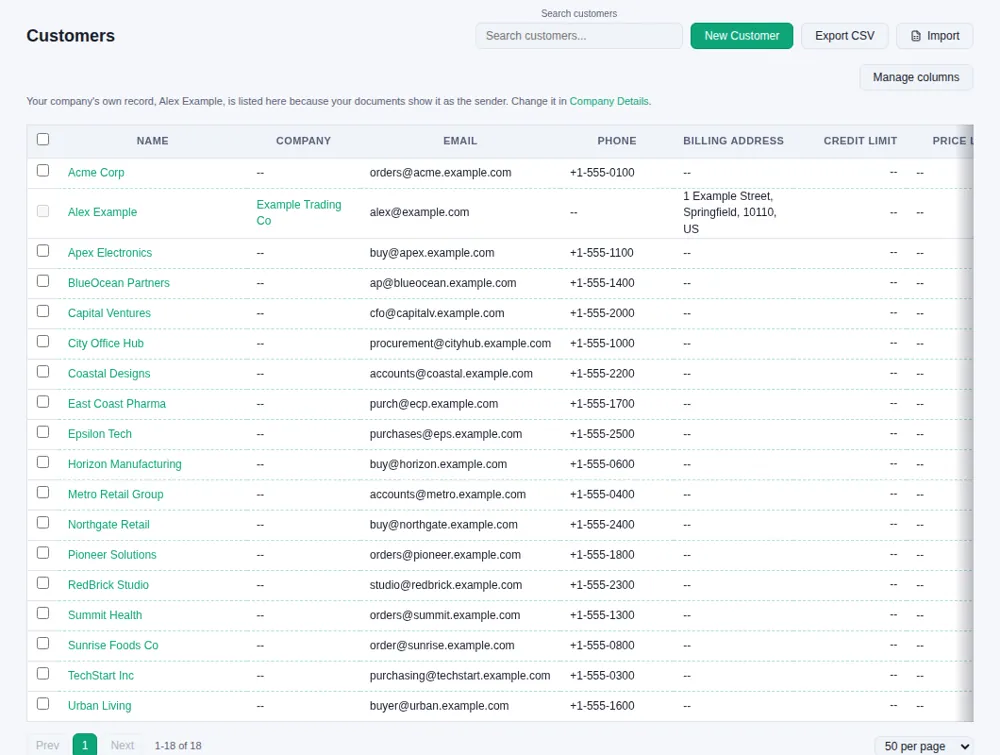 Search customers
Customers
Search customers...
New Customer
Export CSV
Import
Manage columns
Your company's own record, Alex Example, is listed here because your documents show it as the sender. Change it in Company Details.
NAME COMPANY EMAIL PHONE BILLING ADDRESS CREDIT LIMIT PRICE L
Acme Corp -- orders@acme.example.com +1-555-0100 -- -- --
Alex Example Example Trading Co alex@example.com -- 1 Example Street, Springfield, 10110, US -- --
Apex Electronics -- buy@apex.example.com +1-555-1100 -- -- --
BlueOcean Partners -- ap@blueocean.example.com +1-555-1400 -- -- --
Capital Ventures -- cfo@capitalv.example.com +1-555-2000 -- -- --
City Office Hub -- procurement@cityhub.example.com +1-555-1000 -- -- --
Coastal Designs -- accounts@coastal.example.com +1-555-2200 -- -- --
East Coast Pharma -- purch@ecp.example.com +1-555-1700 -- -- --
Epsilon Tech -- purchases@eps.example.com +1-555-2500 -- -- --
Horizon Manufacturing -- buy@horizon.example.com +1-555-0600 -- -- --
Metro Retail Group -- accounts@metro.example.com +1-555-0400 -- -- --
Northgate Retail -- buy@northgate.example.com +1-555-2400 -- -- --
Pioneer Solutions -- orders@pioneer.example.com +1-555-1800 -- -- --
RedBrick Studio -- studio@redbrick.example.com +1-555-2300 -- -- --
Summit Health -- orders@summit.example.com +1-555-1300 -- -- --
Sunrise Foods Co -- order@sunrise.example.com +1-555-0800 -- -- --
TechStart Inc -- purchasing@techstart.example.com +1-555-0300 -- -- --
Urban Living -- buyer@urban.example.com +1-555-1600 -- -- --
Prev 1 Next 1-18 of 18 50 per page